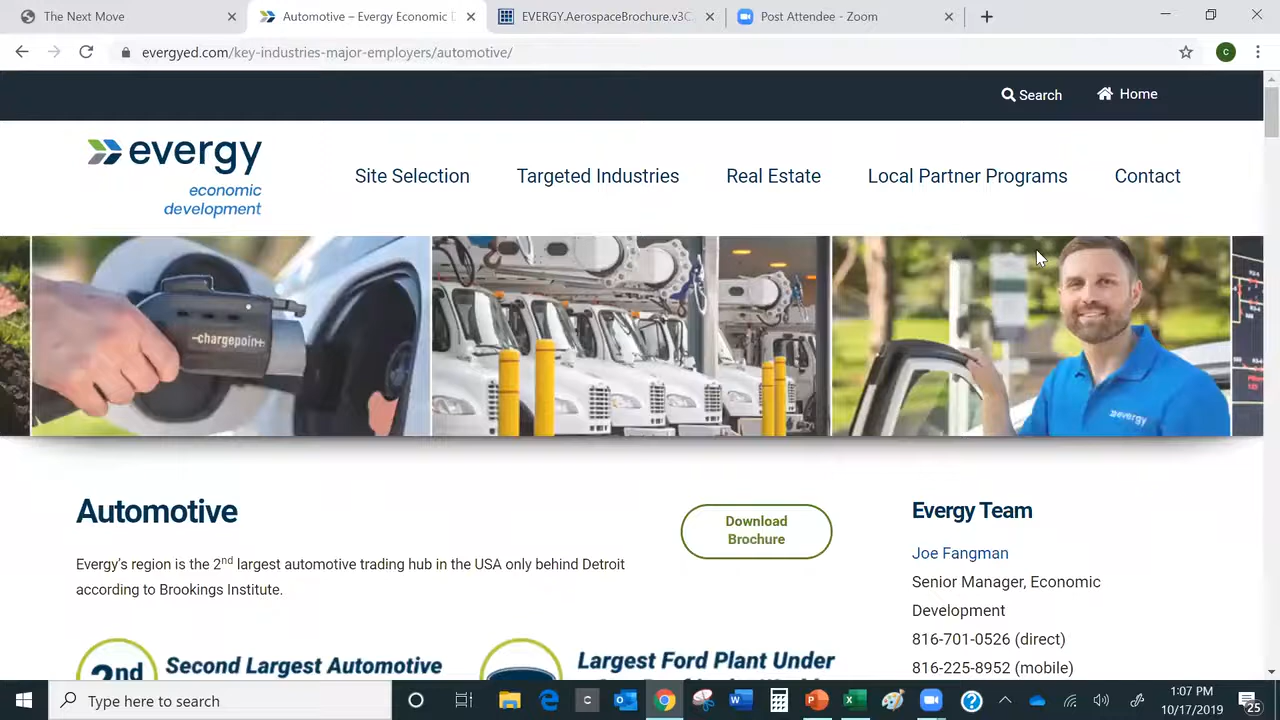 The Next Move
Automotive – Evergy Economic
EVERGY.AerospaceBrochure.v3C
Post Attendee - Zoom
evergyed.com/key-industries-major-employers/automotive/
C
Search
Home
evergy
economic
development
Site Selection
Targeted Industries
Real Estate
Local Partner Programs
Contact
-chargepoin+
evergy
Automotive
Download
Brochure
Evergy Team
Evergy's region is the 2nd largest automotive trading hub in the USA only behind Detroit
according to Brookings Institute.
Joe Fangman
Senior Manager, Economic
Development
816-701-0526 (direct)
816-225-8952 (mobile)
2nd
Second Largest Automotive
Largest Ford Plant Under
Type here to search
1:07 PM
10/17/2019
25